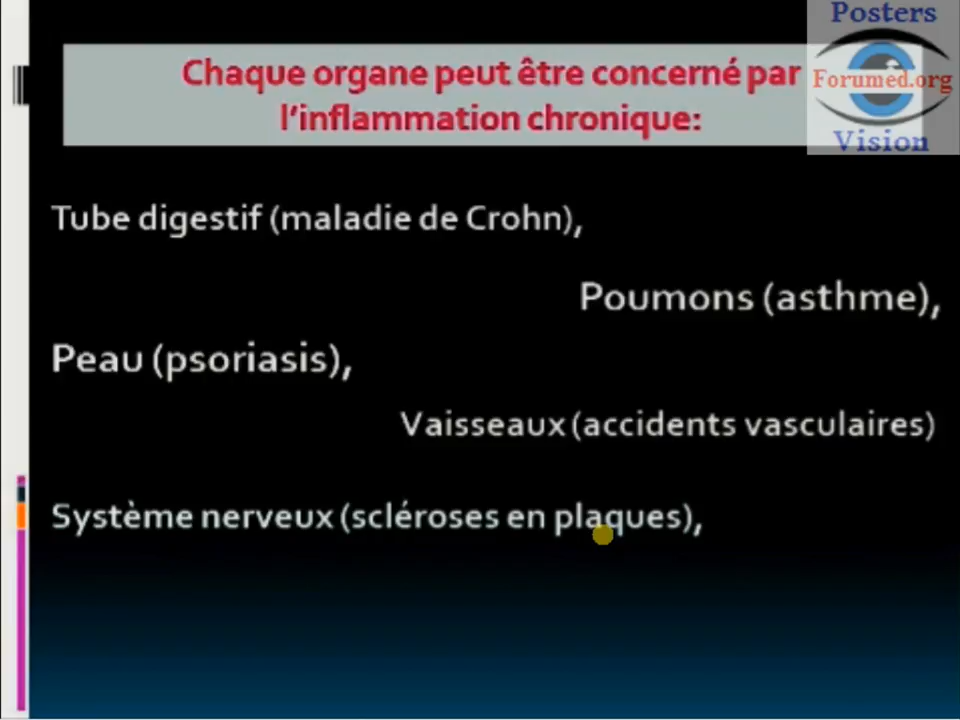 Posters
Forumed.org
Vision
Chaque organe peut être concerné par
l'inflammation chronique:
Tube digestif (maladie de Crohn),
Poumons (asthme),
Peau (psoriasis),
Vaisseaux (accidents vasculaires)
Système nerveux (scléroses en plaques),